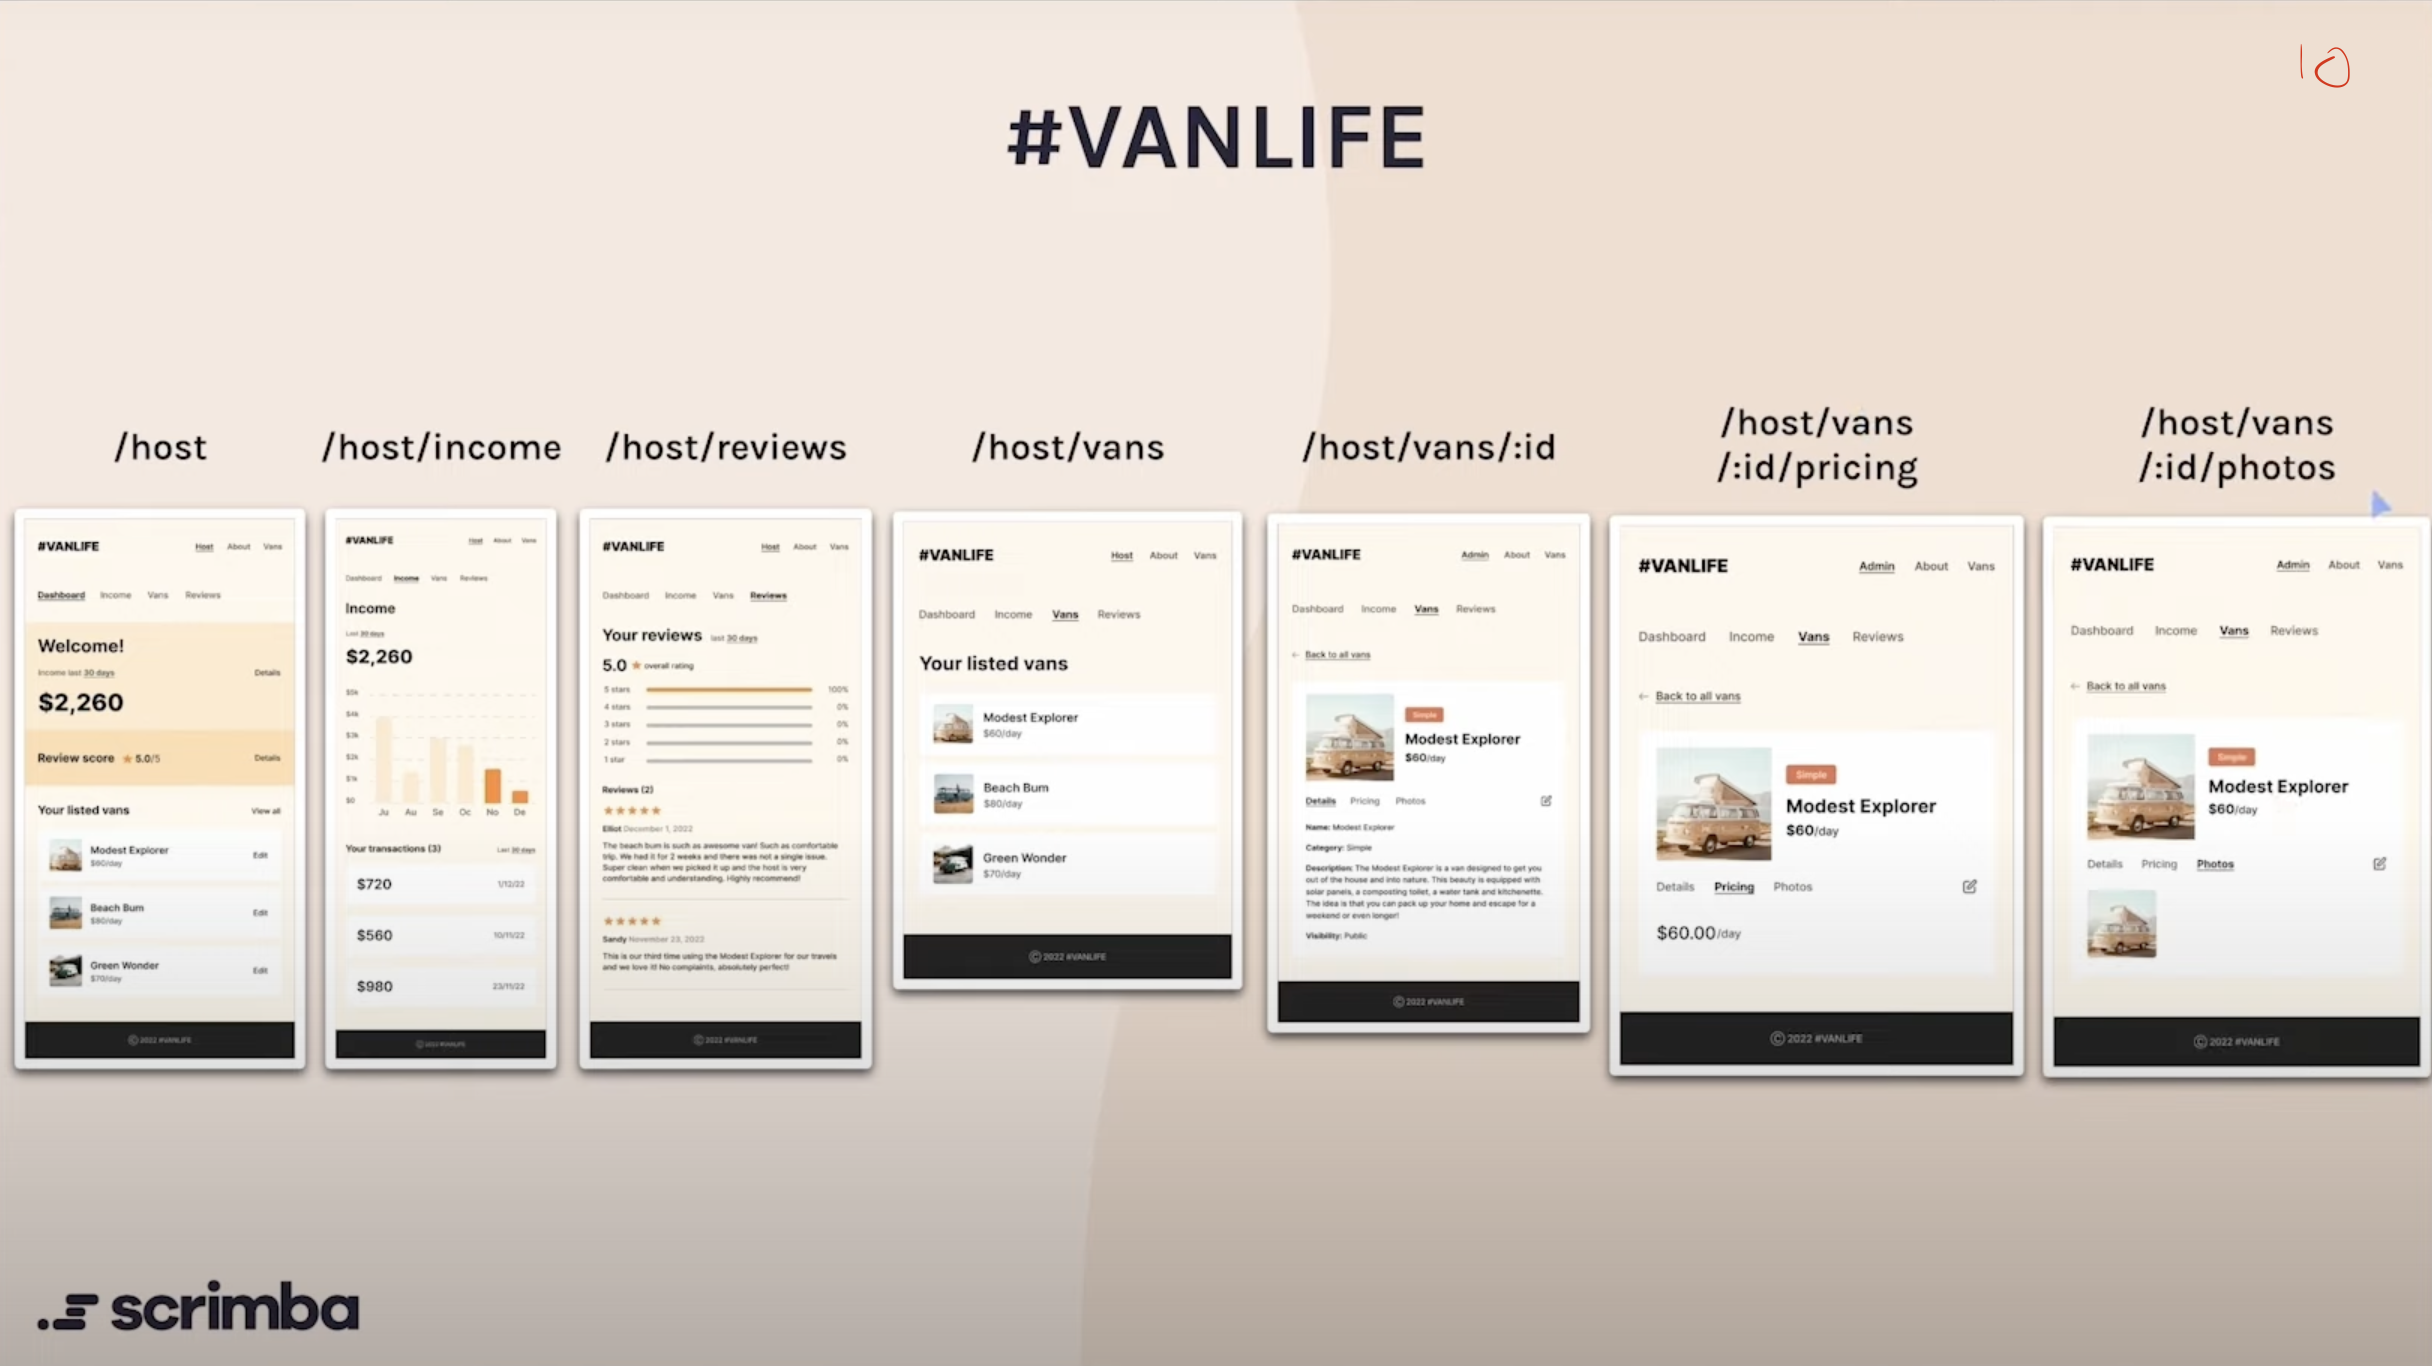 10
#VANLIFE
/host
/host/income
/host/reviews
/host/vans
/host/vans/:id
/host/vans
/:id/pricing
/host/vans
/:id/photos
#VANLIFE
Host About Vans
Dashboard Income Vans Reviews
Welcome!
Income last 30 days Details
$2,260
Review score ★ 5.0/5 Details
Your listed vans View all
Modest Explorer
$60/day
Edit
Beach Bum
$80/day
Edit
Green Wonder
$70/day
Edit
© 2022 #VANLIFE
#VANLIFE
Host About Vans
Dashboard Income Vans Reviews
Income
Last 30 days
$2,260
$5k
$4k
$3k
$2k
$1k
$0
Ju Au Se Oc No De
Your transactions (3) Last 30 days
$720 1/12/22
$560 10/11/22
$980 23/11/22
© 2022 #VANLIFE
#VANLIFE
Host About Vans
Dashboard Income Vans Reviews
Your reviews last 30 days
5.0 ★ overall rating
5 stars 100%
4 stars 0%
3 stars 0%
2 stars 0%
1 star 0%
Reviews (2)
★★★★★
Elliot December 1, 2022
The beach bum is such as awesome van! Such as comfortable
trip. We had it for 2 weeks and there was not a single issue.
Super clean when we picked it up and the host is very
comfortable and understanding. Highly recommend!
★★★★★
Sandy November 23, 2022
This is our third time using the Modest Explorer for our travels
and we love it! No complaints, absolutely perfect!
© 2022 #VANLIFE
#VANLIFE
Host About Vans
Dashboard Income Vans Reviews
Your listed vans
Modest Explorer
$60/day
Beach Bum
$80/day
Green Wonder
$70/day
© 2022 #VANLIFE
#VANLIFE
Admin About Vans
Dashboard Income Vans Reviews
← Back to all vans
Simple
Modest Explorer
$60/day
Details Pricing Photos
Name: Modest Explorer
Category: Simple
Description: The Modest Explorer is a van designed to get you
out of the house and into nature. This beauty is equipped with
solar panels, a composting toilet, a water tank and kitchenette.
The idea is that you can pack up your home and escape for a
weekend or even longer!
Visibility: Public
© 2022 #VANLIFE
#VANLIFE
Admin About Vans
Dashboard Income Vans Reviews
← Back to all vans
Simple
Modest Explorer
$60/day
Details Pricing Photos
$60.00/day
© 2022 #VANLIFE
#VANLIFE
Admin About Vans
Dashboard Income Vans Reviews
← Back to all vans
Simple
Modest Explorer
$60/day
Details Pricing Photos
© 2022 #VANLIFE
scrimba